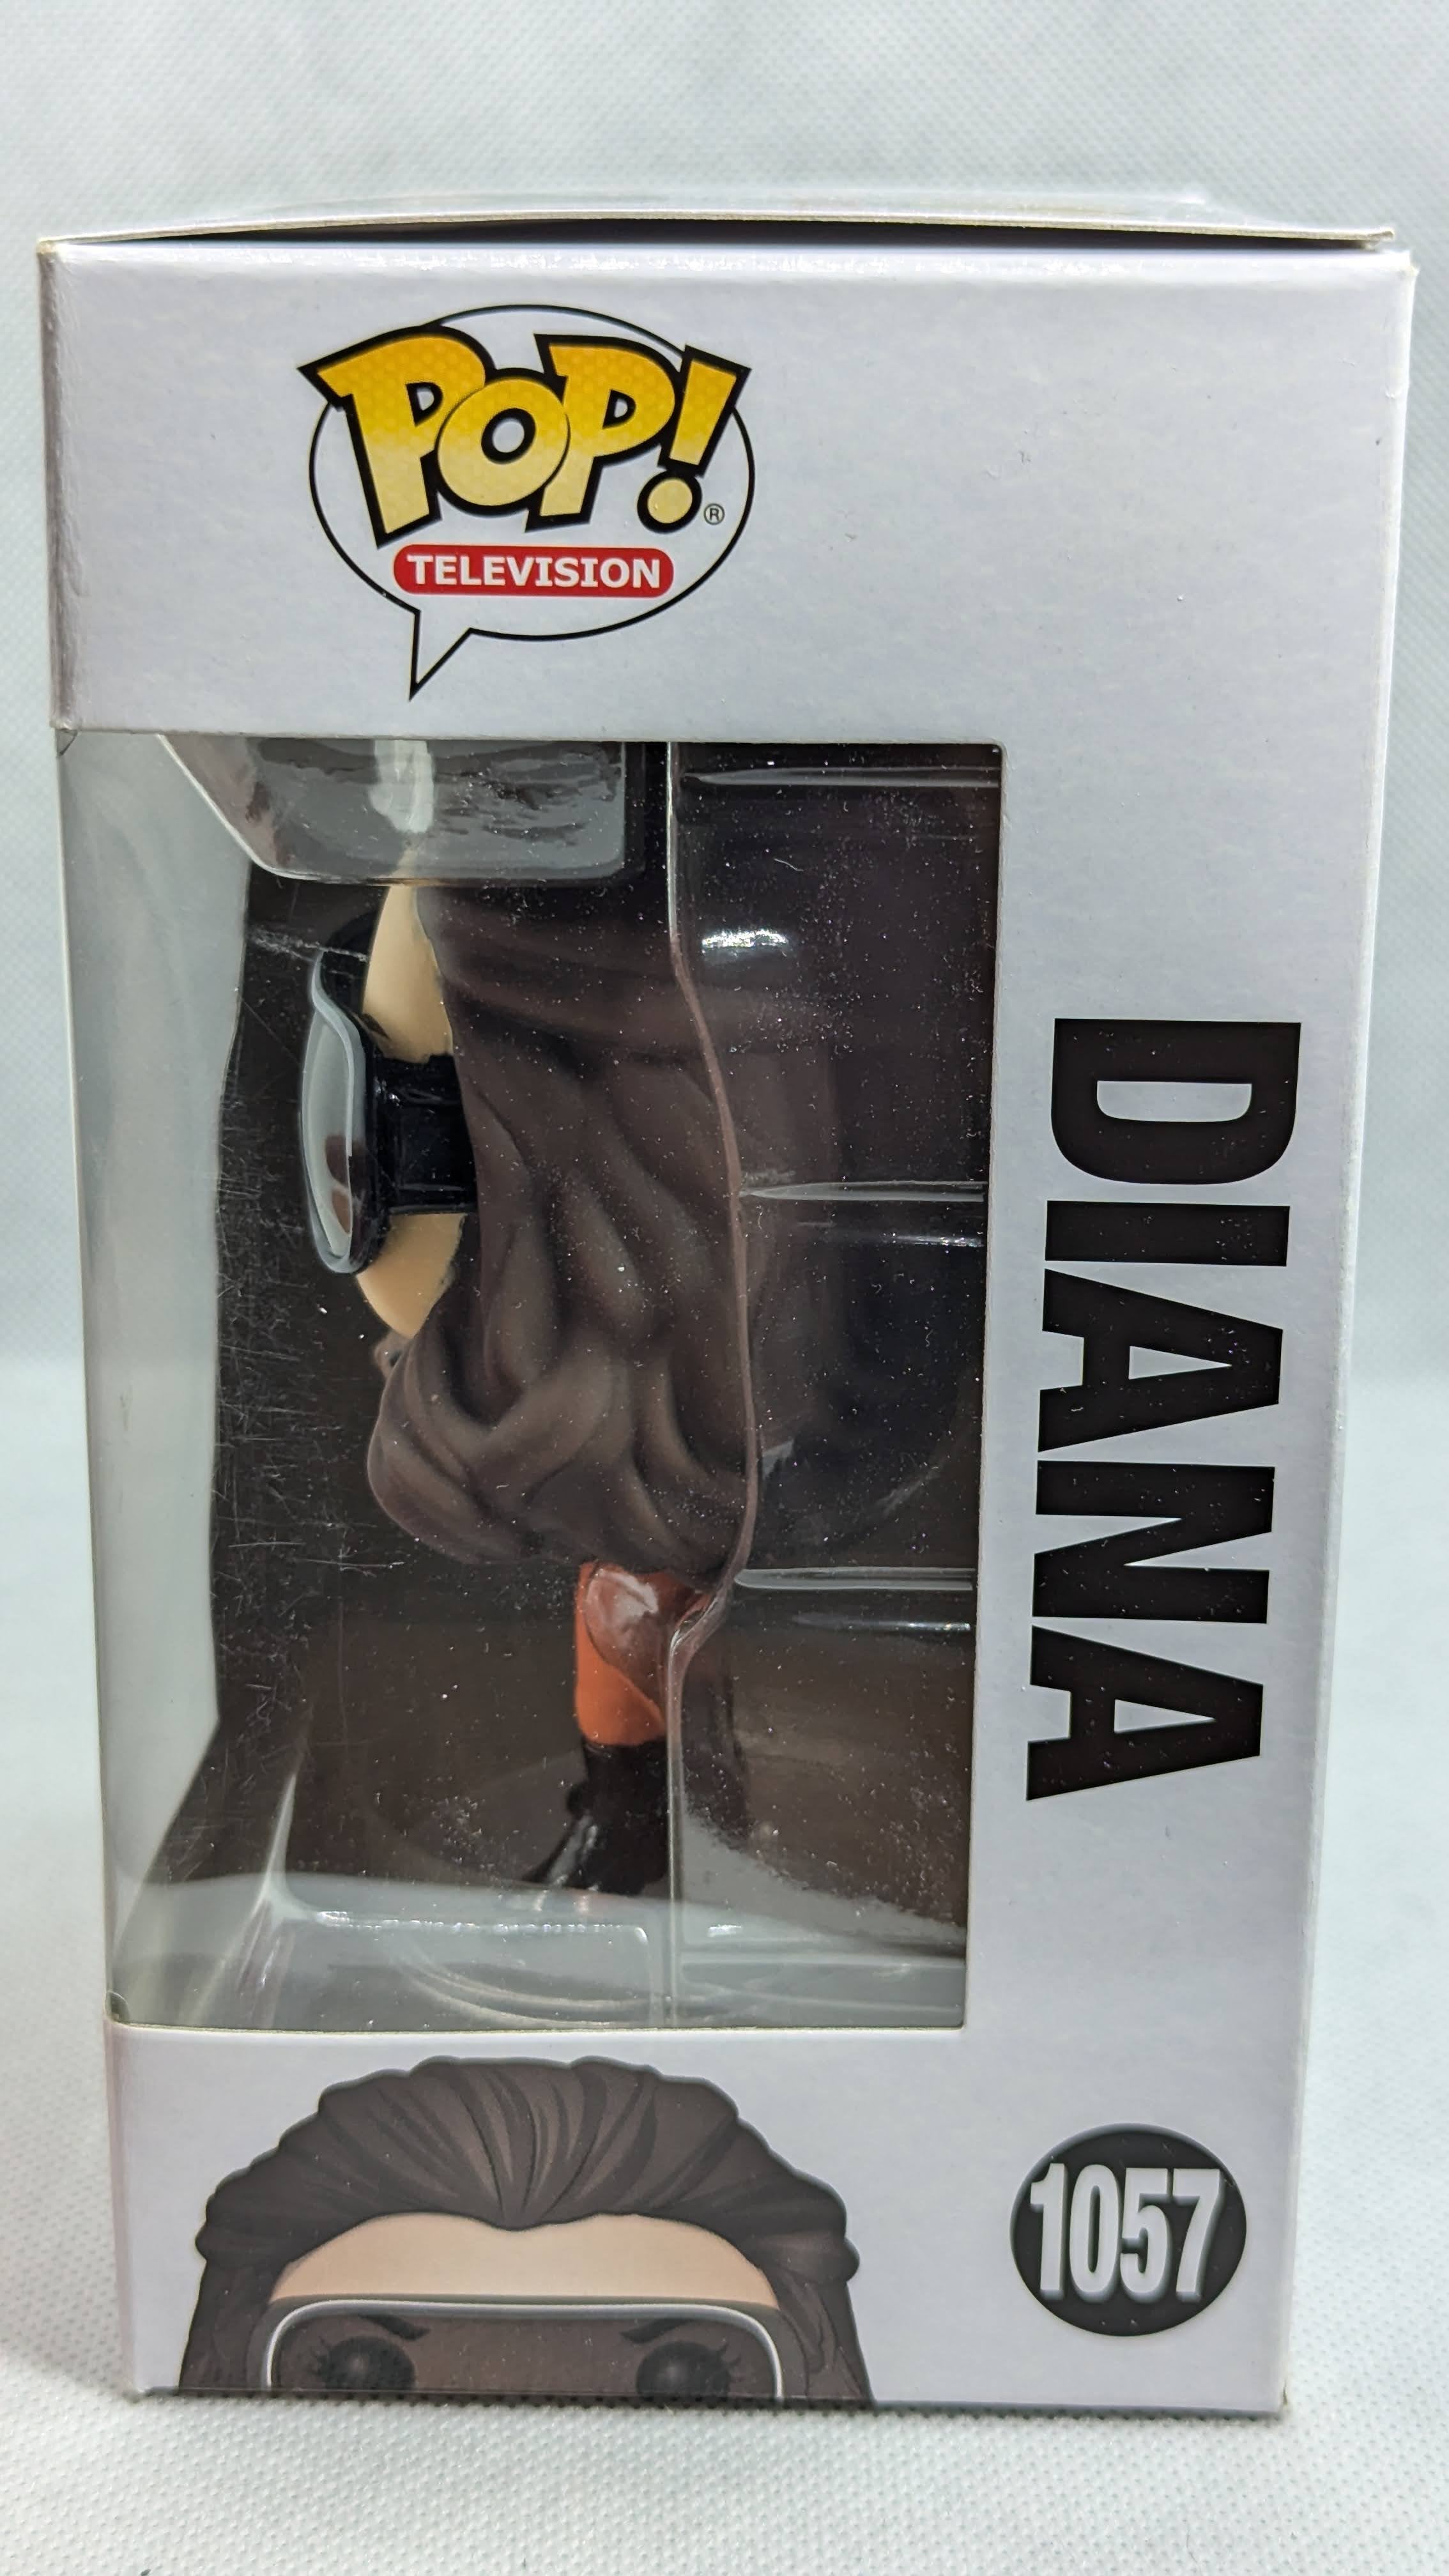 POP!®
TELEVISION
DIANA
1057